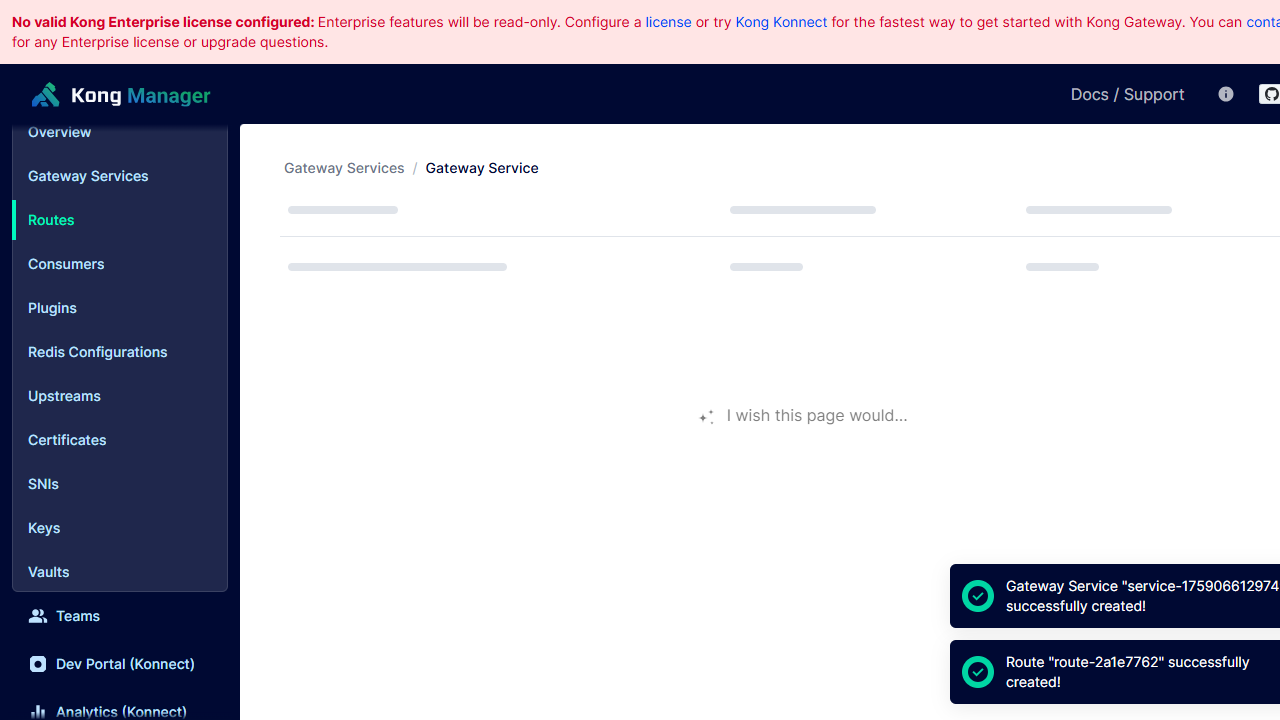 No valid Kong Enterprise license configured: Enterprise features will be read-only. Configure a license or try Kong Konnect for the fastest way to get started with Kong Gateway. You can
for any Enterprise license or upgrade questions.
Kong Manager
Docs / Support
Overview
Gateway Services
Routes
Consumers
Plugins
Redis Configurations
Upstreams
Certificates
SNIs
Keys
Vaults
Teams
Dev Portal (Konnect)
Analytics (Konnect)
Gateway Services / Gateway Service
I wish this page would...
Gateway Service "service-175906612974
successfully created!
Route "route-2a1e7762" successfully
created!